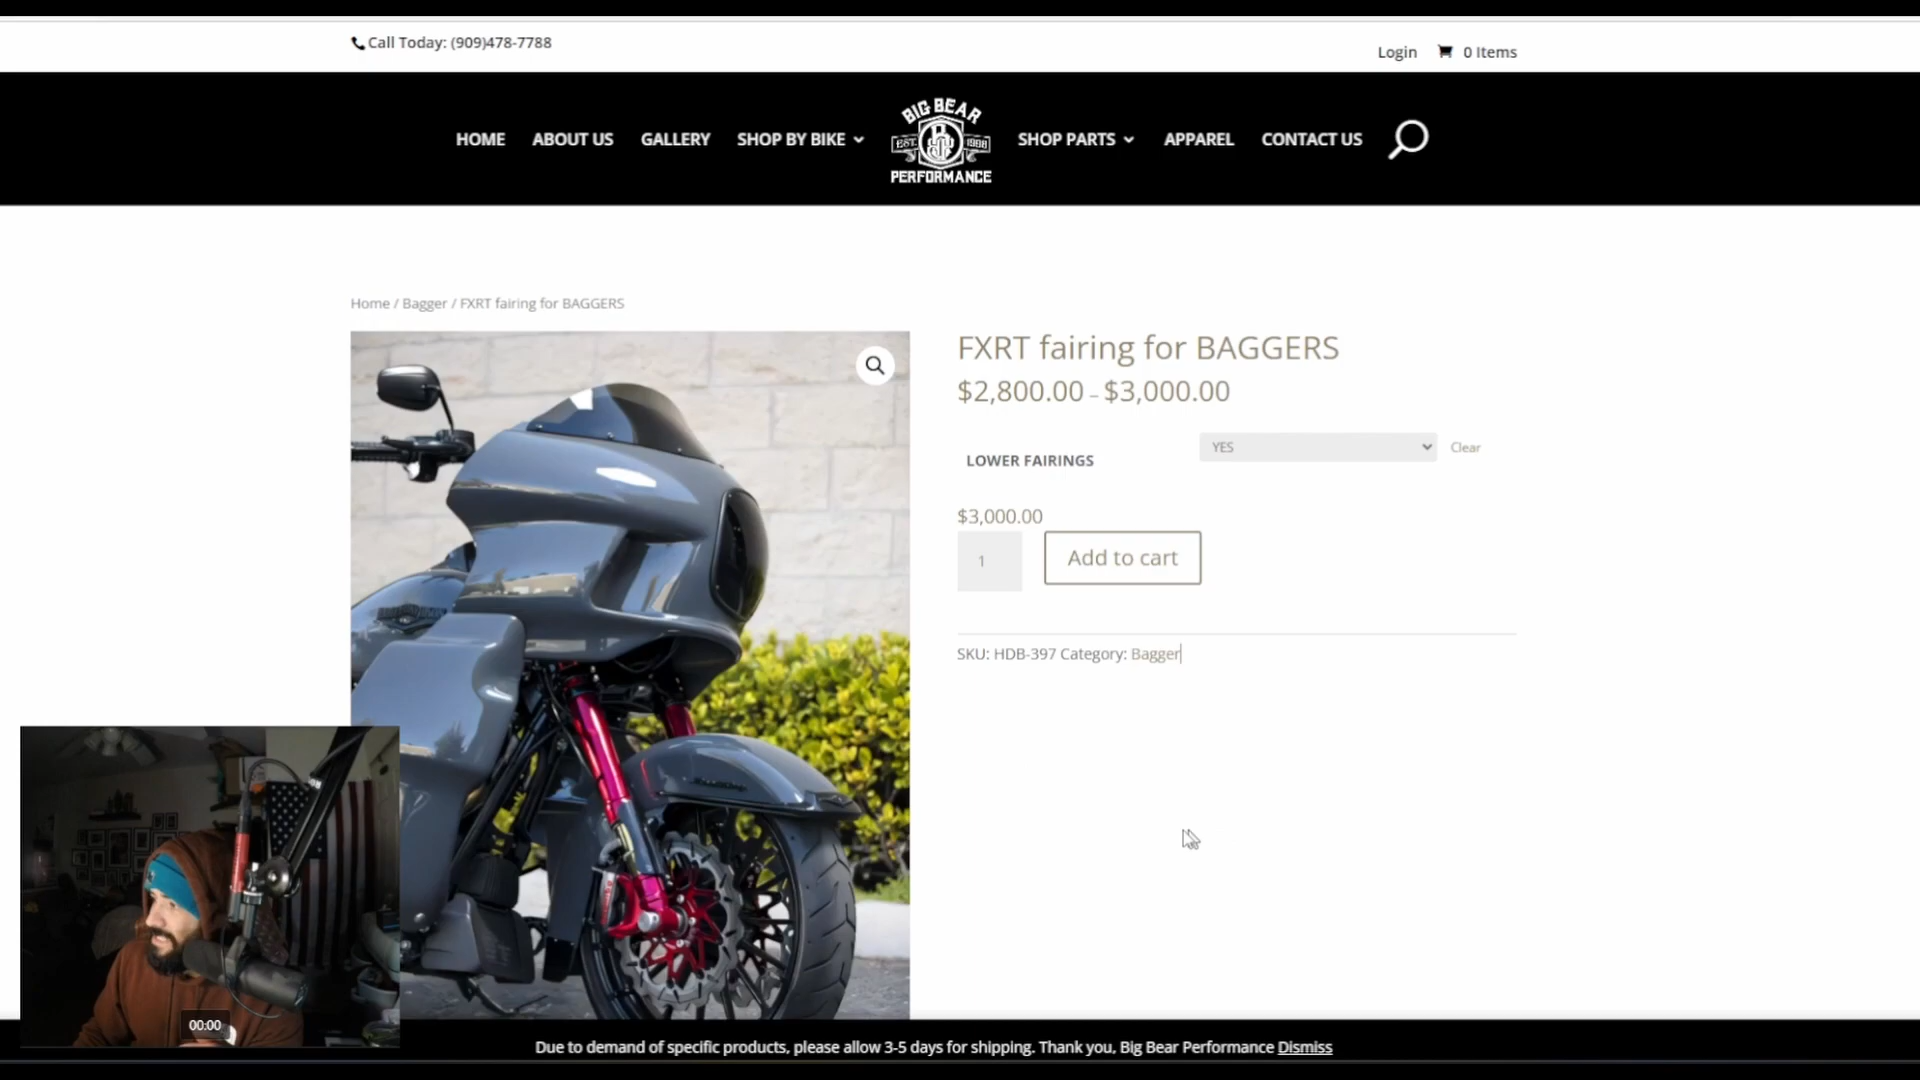 Call Today: (909)478-7788
Login 0 Items
HOME ABOUT US GALLERY SHOP BY BIKE SHOP PARTS APPAREL CONTACT US
BIG BEAR
EST. 1998
PERFORMANCE
Home / Bagger / FXRT fairing for BAGGERS
FXRT fairing for BAGGERS
$2,800.00 – $3,000.00
LOWER FAIRINGS YES Clear
$3,000.00
1 Add to cart
SKU: HDB-397 Category: Bagger
00:00
Due to demand of specific products, please allow 3-5 days for shipping. Thank you, Big Bear Performance Dismiss